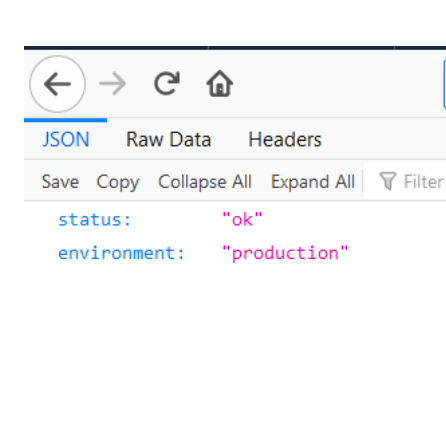 JSON Raw Data Headers
Save Copy Collapse All Expand All Filter
status: "ok"
environment: "production"